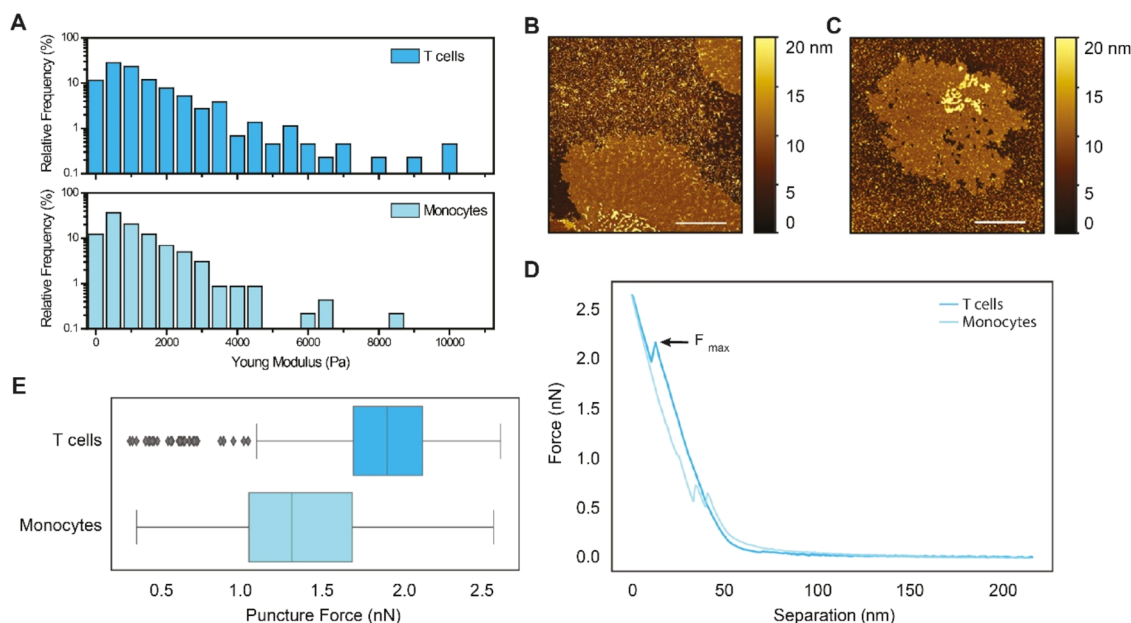 A
Relative Frequency (%)
100
10
1
0.1
T cells
Relative Frequency (%)
100
10
1
0.1
Monocytes
0 2000 4000 6000 8000 10000
Young Modulus (Pa)
B
20 nm
15
10
5
0
C
20 nm
15
10
5
0
D
Force (nN)
2.5
2.0
1.5
1.0
0.5
0.0
T cells
Monocytes
F max
0 50 100 150 200
Separation (nm)
E
T cells
Monocytes
0.5 1.0 1.5 2.0 2.5
Puncture Force (nN)